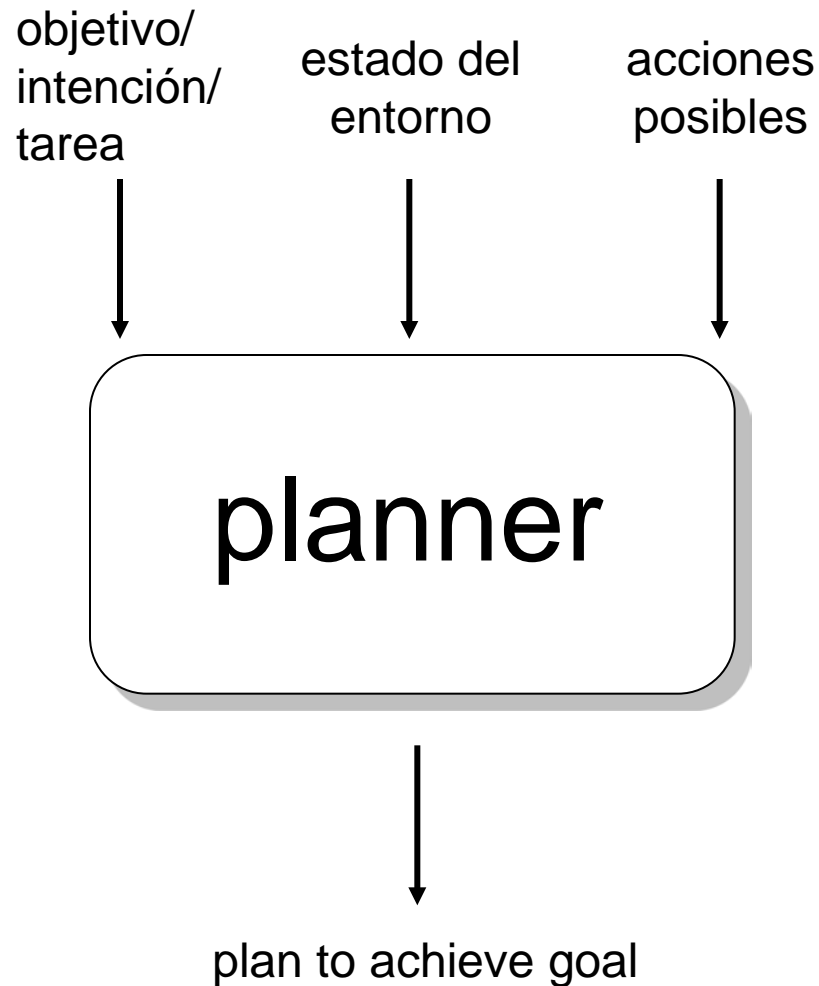 objetivo/
intención/
tarea
estado del
entorno
acciones
posibles
planner
plan to achieve goal